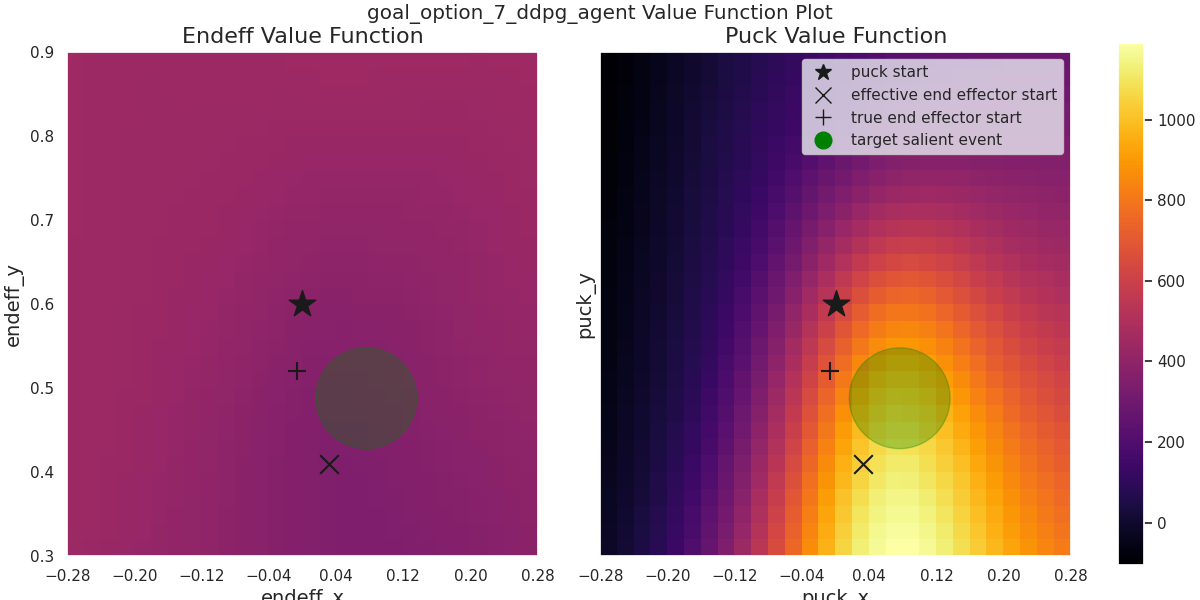 goal_option_7_ddpg_agent Value Function Plot
Endeff Value Function
Puck Value Function
endeff_y
0.9
0.8
0.7
0.6
0.5
0.4
0.3
−0.28 −0.20 −0.12 −0.04 0.04 0.12 0.20 0.28
endeff_x
puck_y
puck start
effective end effector start
true end effector start
target salient event
−0.28 −0.20 −0.12 −0.04 0.04 0.12 0.20 0.28
puck_x
1000
800
600
400
200
0